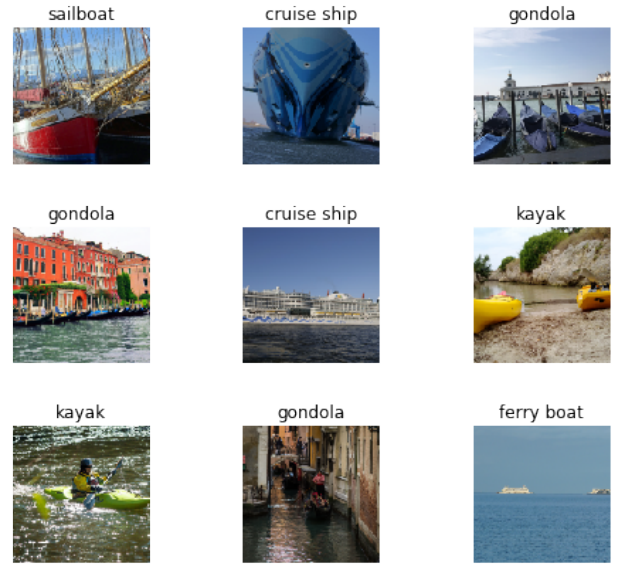 sailboat
cruise ship
gondola
gondola
cruise ship
kayak
kayak
gondola
ferry boat